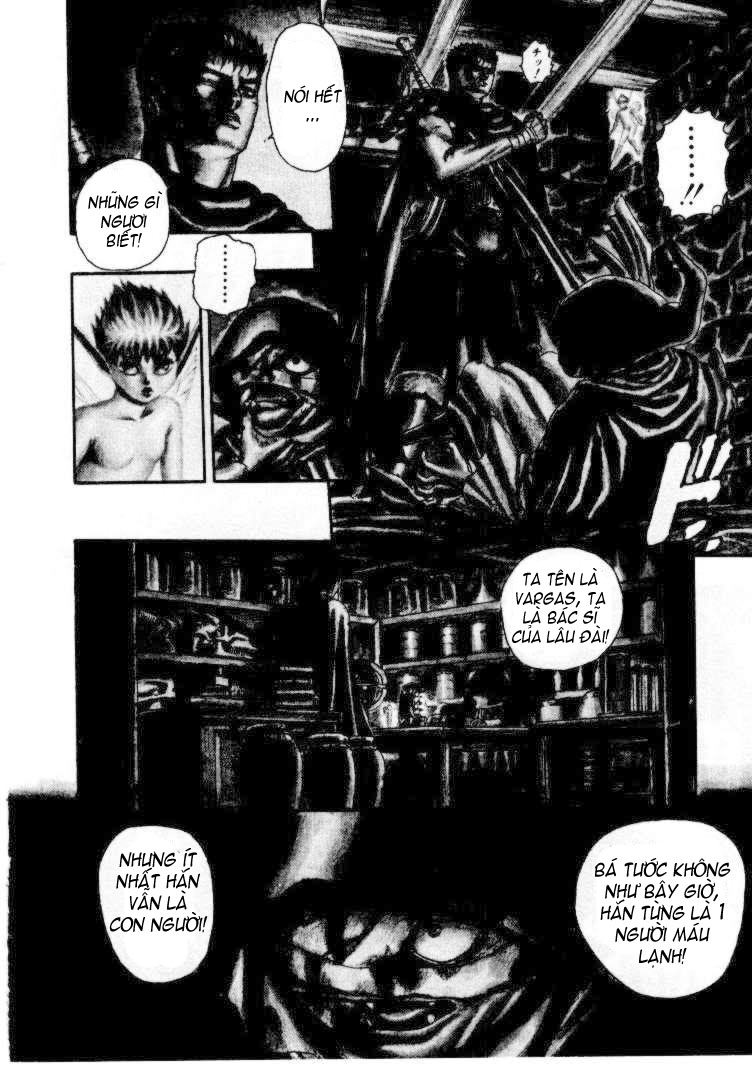 チッ!
......!!
NÓI HẾT
...
NHỮNG GÌ
NGƯƠI
BIẾT!
......
ド
TA TÊN LÀ
VARGAS, TA
LÀ BÁC SĨ
CỦA LÂU ĐÀI!
BÁ TƯỚC KHÔNG
NHƯ BÂY GIỜ,
HẮN TỪNG LÀ 1
NGƯỜI MÁU
LẠNH!
NHƯNG ÍT
NHẤT HẮN
VẪN LÀ
CON NGƯỜI!